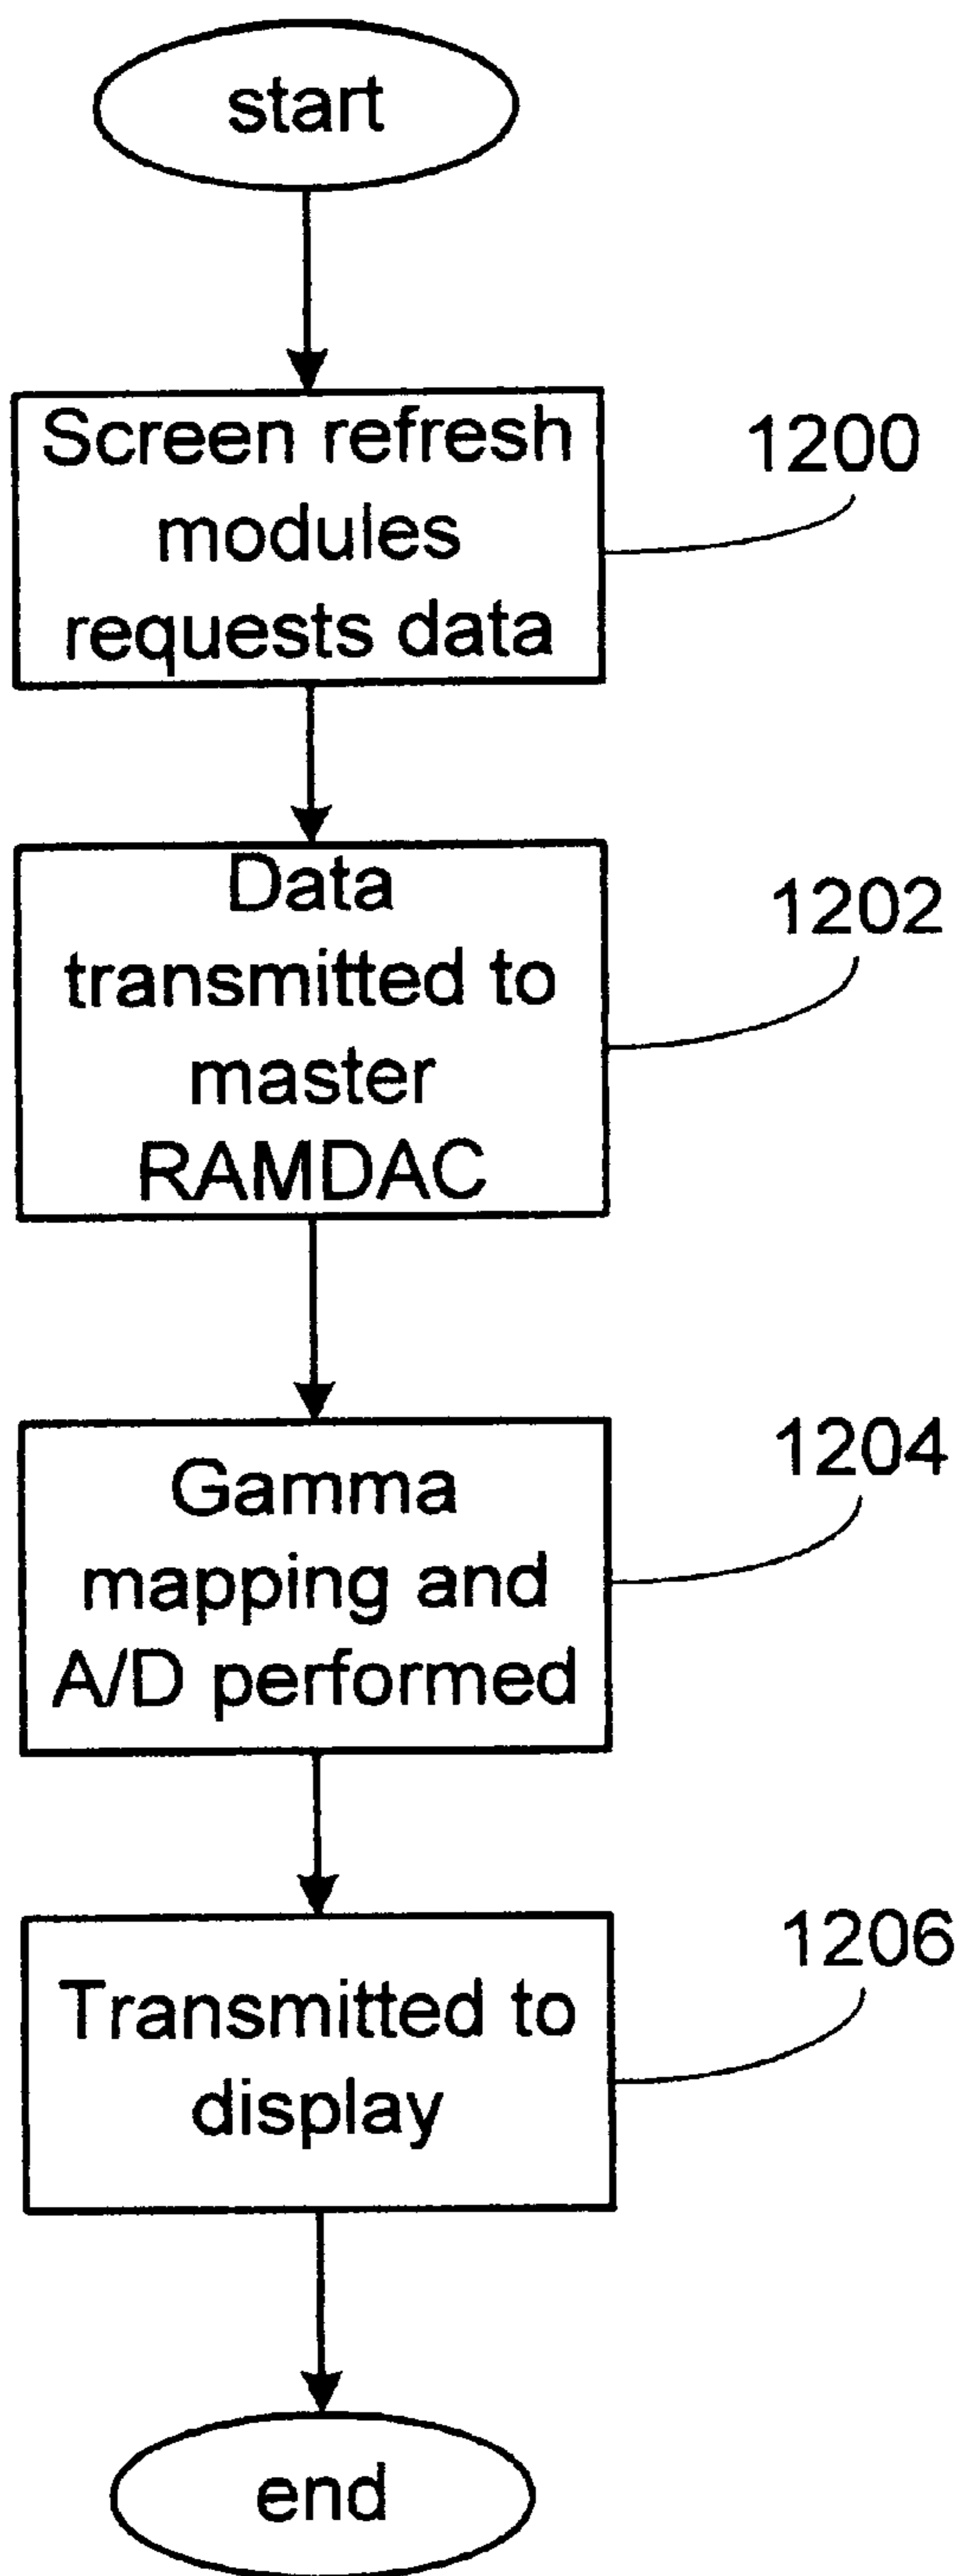 start
Screen refresh
modules
requests data
1200
Data
transmitted to
master
RAMDAC
1202
Gamma
mapping and
A/D performed
1204
Transmitted to
display
1206
end